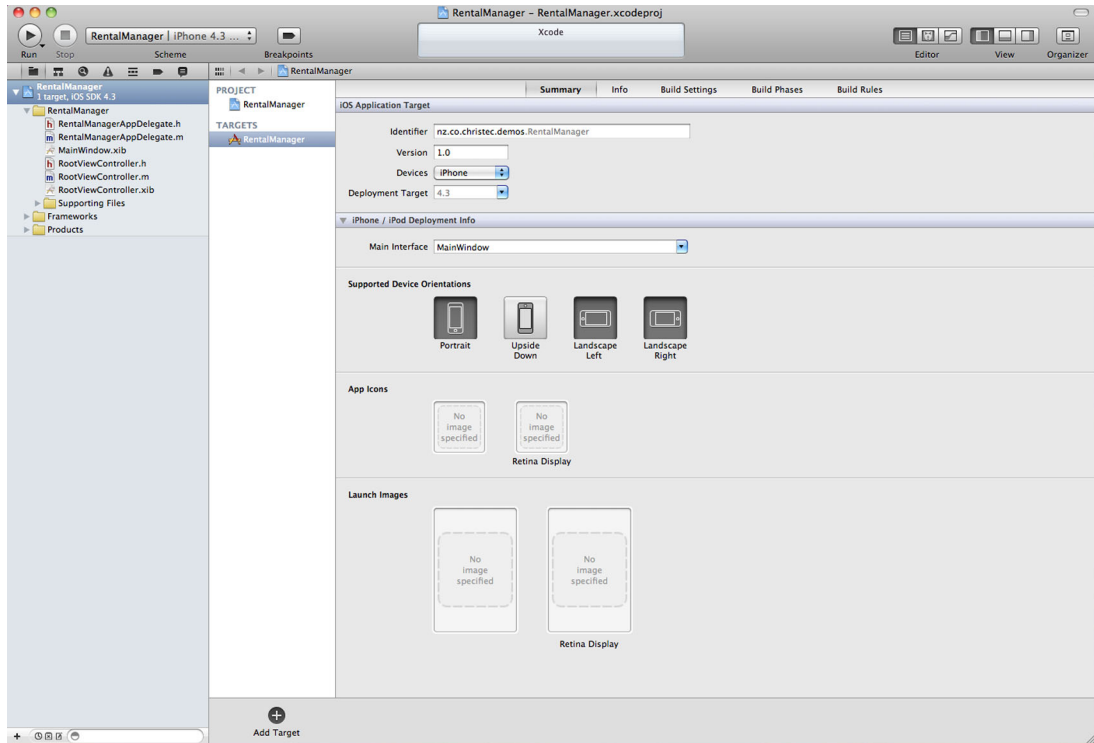 RentalManager – RentalManager.xcodeproj
RentalManager | iPhone 4.3 ...
Xcode
Run
Stop
Scheme
Breakpoints
Editor
View
Organizer
RentalManager
RentalManager
1 target, iOS SDK 4.3
RentalManager
h RentalManagerAppDelegate.h
m RentalManagerAppDelegate.m
MainWindow.xib
h RootViewController.h
m RootViewController.m
RootViewController.xib
Supporting Files
Frameworks
Products
PROJECT
RentalManager
TARGETS
RentalManager
Summary Info Build Settings Build Phases Build Rules
iOS Application Target
Identifier nz.co.christec.demos.RentalManager
Version 1.0
Devices iPhone
Deployment Target 4.3
iPhone / iPod Deployment Info
Main Interface MainWindow
Supported Device Orientations
Portrait
Upside
Down
Landscape
Left
Landscape
Right
App Icons
No
image
specified
No
image
specified
Retina Display
Launch Images
No
image
specified
No
image
specified
Retina Display
Add Target